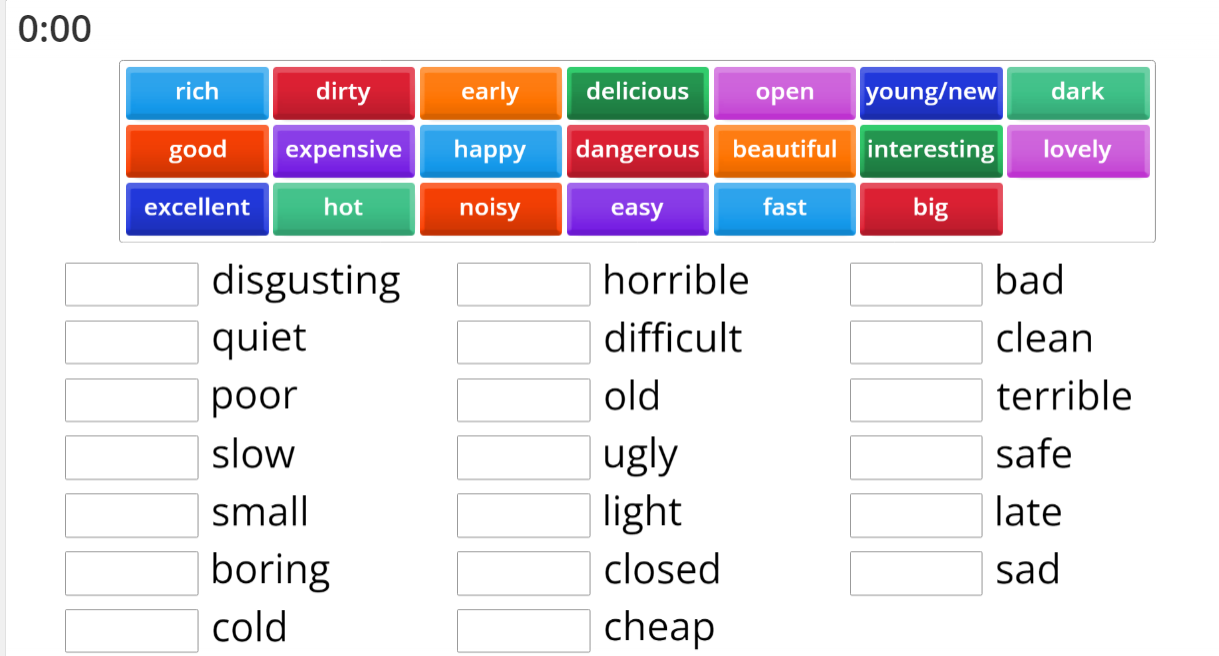 0:00
rich dirty early delicious open young/new dark
good expensive happy dangerous beautiful interesting lovely
excellent hot noisy easy fast big
disgusting horrible bad
quiet difficult clean
poor old terrible
slow ugly safe
small light late
boring closed sad
cold cheap